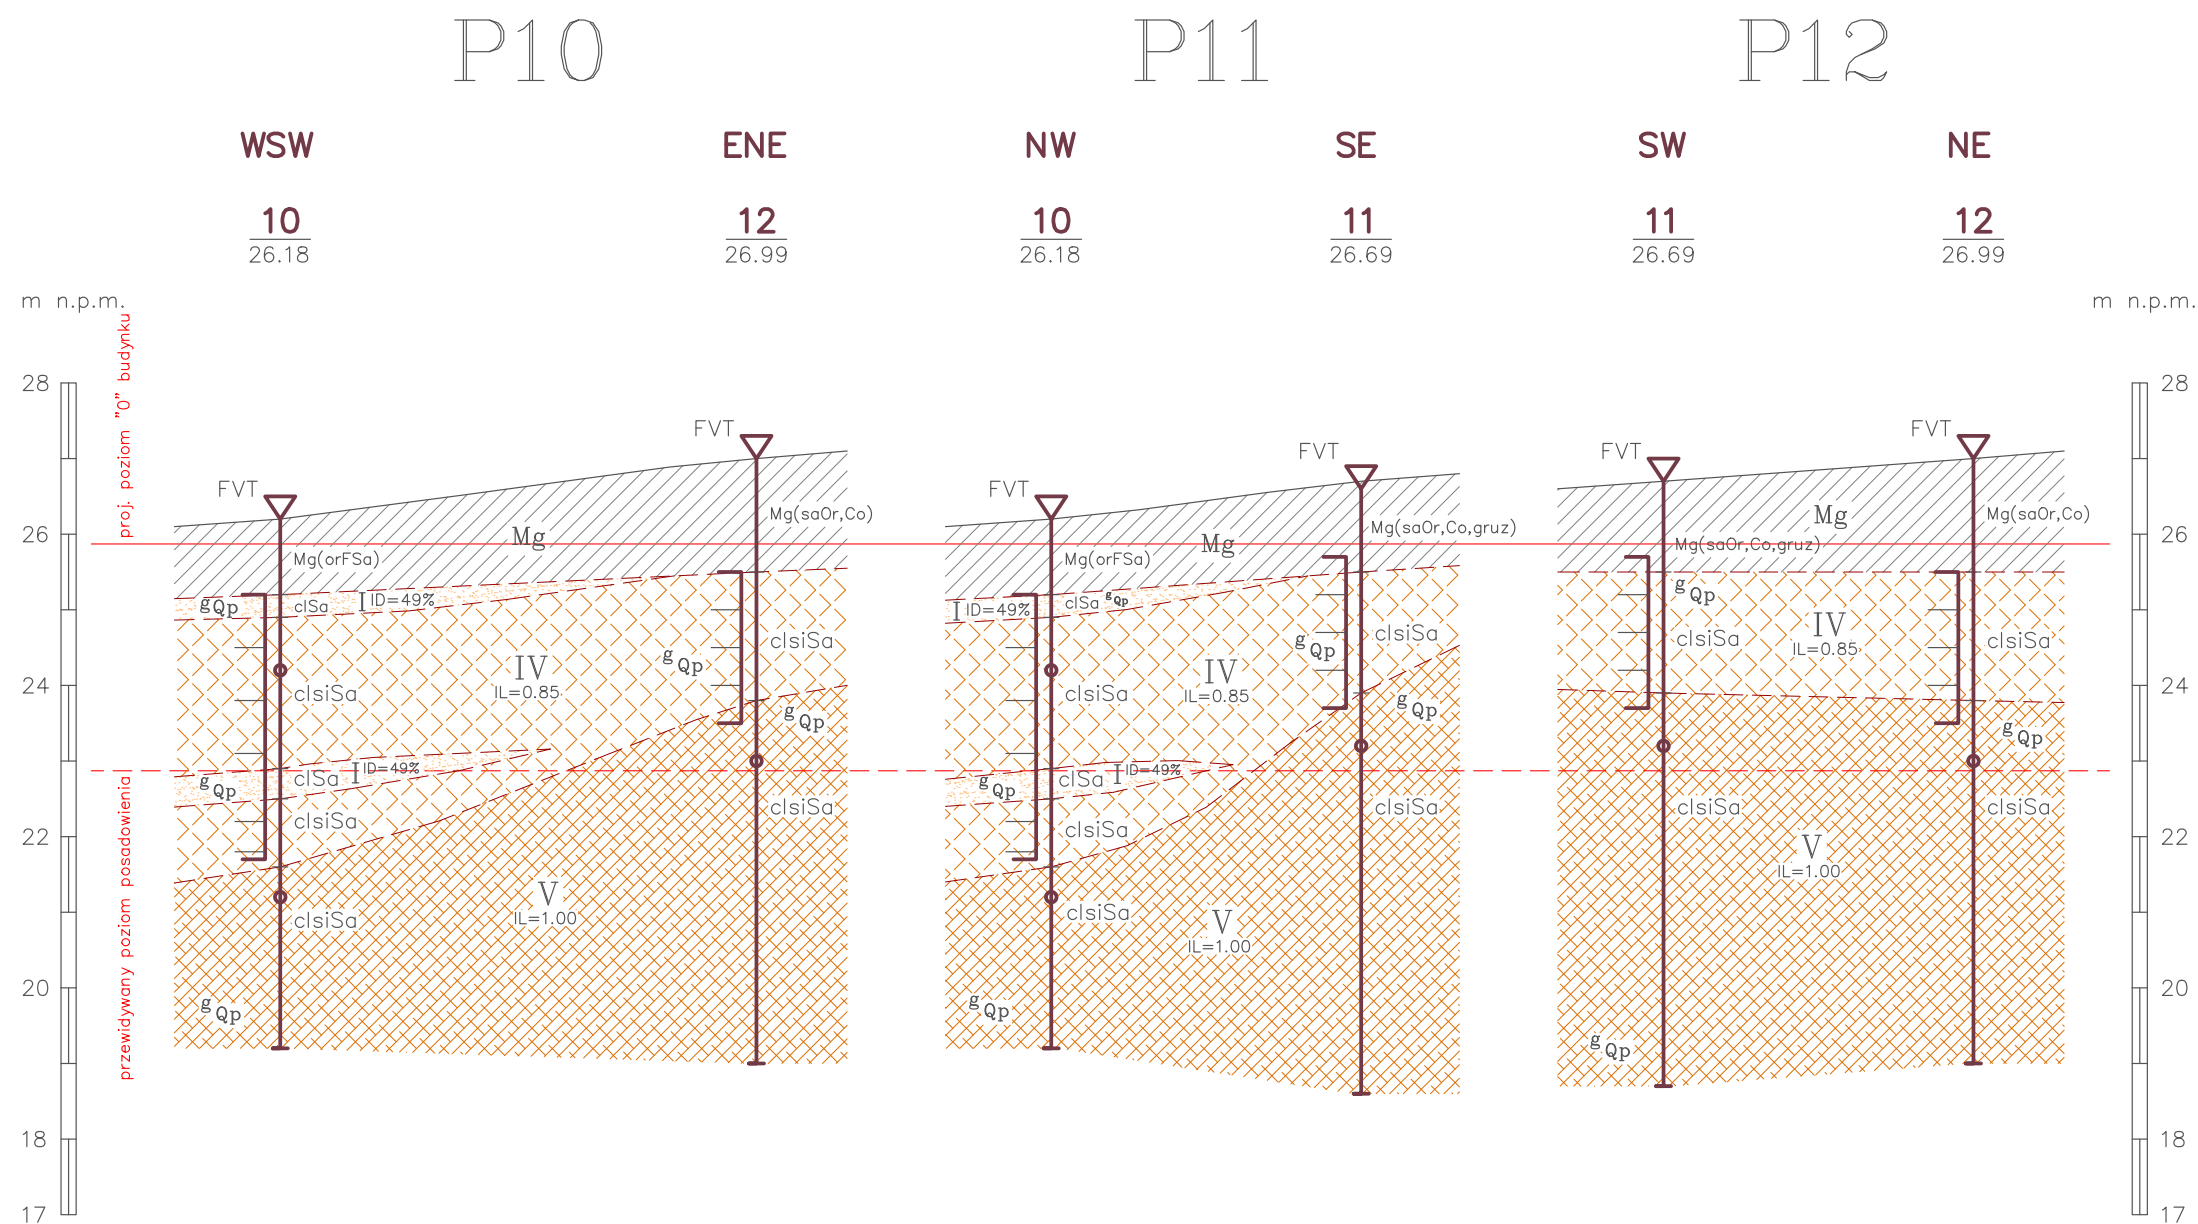 P10 P11 P12
WSW ENE NW SE SW NE
10 12 10 11 11 12
26.18 26.99 26.18 26.69 26.69 26.99
m n.p.m. m n.p.m.
proj. poziom "0" budynku
przewidywany poziom posadowienia
28
26
24
22
20
18
17
FVT
Mg(orFSa)
Mg
FVT
Mg(saOr,Co)
gQp
clSa
I ID=49%
IV
IL=0.85
clsiSa
gQp
clsiSa
gQp
gQp
clSa
I ID=49%
clsiSa
clsiSa
V
IL=1.00
clsiSa
gQp
FVT
Mg(orFSa)
Mg
FVT
Mg(saOr,Co,gruz)
I ID=49%
clSa
gQp
IV
IL=0.85
gQp
clsiSa
clsiSa
gQp
gQp
clSa
I ID=49%
clsiSa
clsiSa
clsiSa
V
IL=1.00
gQp
FVT
Mg(saOr,Co,gruz)
Mg
FVT
Mg(saOr,Co)
gQp
clsiSa
IV
IL=0.85
clsiSa
gQp
clsiSa
clsiSa
V
IL=1.00
gQp
28
26
24
22
20
18
17